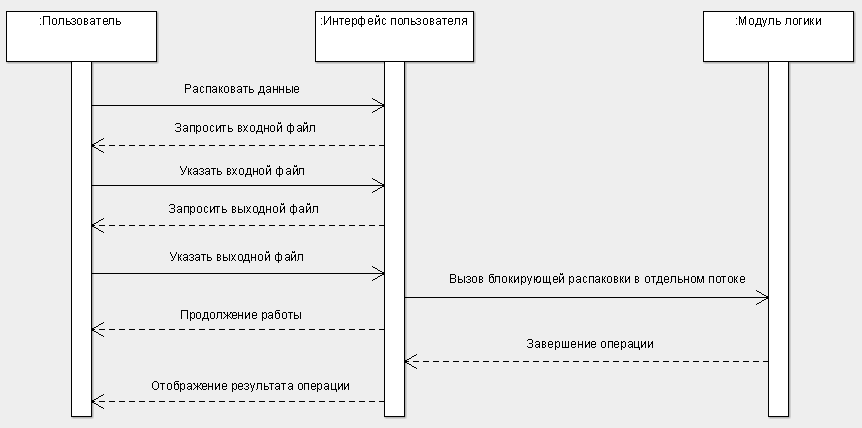 :Пользователь
:Интерфейс пользователя
:Модуль логики
Распаковать данные
Запросить входной файл
Указать входной файл
Запросить выходной файл
Указать выходной файл
Вызов блокирующей распаковки в отдельном потоке
Продолжение работы
Завершение операции
Отображение результата операции